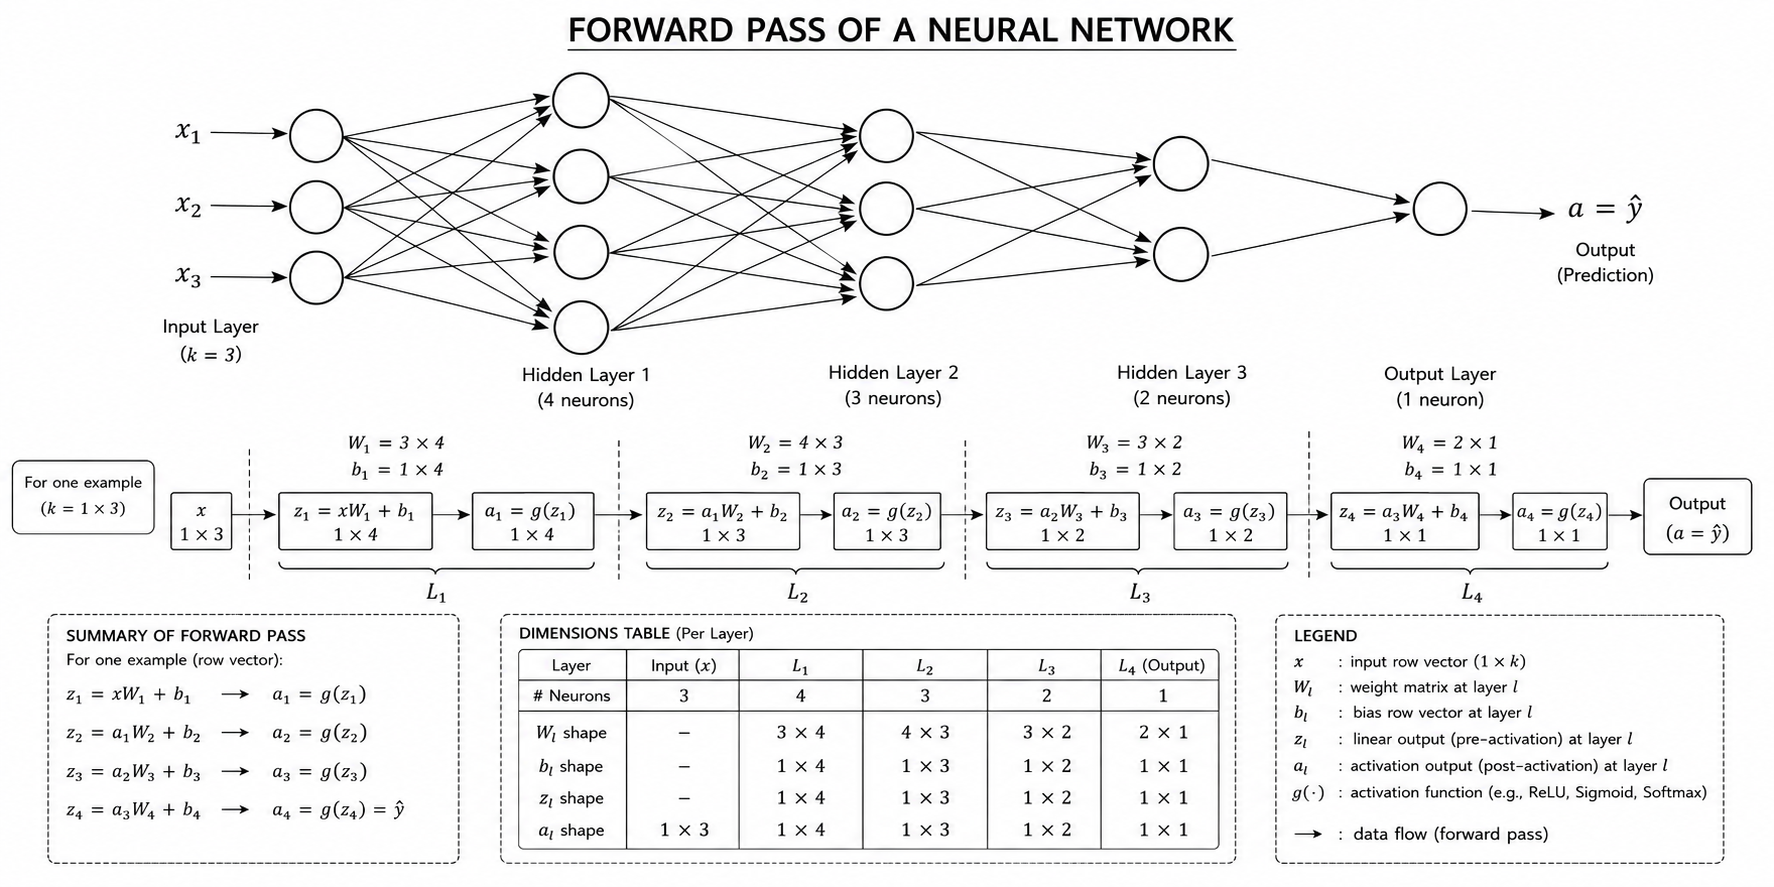 FORWARD PASS OF A NEURAL NETWORK
x₁
x₂
x₃
a = ŷ
Output
(Prediction)
Input Layer
(k = 3)
Hidden Layer 1
(4 neurons)
Hidden Layer 2
(3 neurons)
Hidden Layer 3
(2 neurons)
Output Layer
(1 neuron)
For one example
(k = 1 × 3)
x
1 × 3
W₁ = 3 × 4
b₁ = 1 × 4
z₁ = xW₁ + b₁
1 × 4
a₁ = g(z₁)
1 × 4
L₁
W₂ = 4 × 3
b₂ = 1 × 3
z₂ = a₁W₂ + b₂
1 × 3
a₂ = g(z₂)
1 × 3
L₂
W₃ = 3 × 2
b₃ = 1 × 2
z₃ = a₂W₃ + b₃
1 × 2
a₃ = g(z₃)
1 × 2
L₃
W₄ = 2 × 1
b₄ = 1 × 1
z₄ = a₃W₄ + b₄
1 × 1
a₄ = g(z₄)
1 × 1
L₄
Output
(a = ŷ)
SUMMARY OF FORWARD PASS
For one example (row vector):
z₁ = xW₁ + b₁ → a₁ = g(z₁)
z₂ = a₁W₂ + b₂ → a₂ = g(z₂)
z₃ = a₂W₃ + b₃ → a₃ = g(z₃)
z₄ = a₃W₄ + b₄ → a₄ = g(z₄) = ŷ
DIMENSIONS TABLE (Per Layer)
Layer Input (x) L₁ L₂ L₃ L₄ (Output)
# Neurons 3 4 3 2 1
Wₗ shape – 3 × 4 4 × 3 3 × 2 2 × 1
bₗ shape – 1 × 4 1 × 3 1 × 2 1 × 1
zₗ shape – 1 × 4 1 × 3 1 × 2 1 × 1
aₗ shape 1 × 3 1 × 4 1 × 3 1 × 2 1 × 1
LEGEND
x : input row vector (1 × k)
Wₗ : weight matrix at layer l
bₗ : bias row vector at layer l
zₗ : linear output (pre-activation) at layer l
aₗ : activation output (post-activation) at layer l
g(·) : activation function (e.g., ReLU, Sigmoid, Softmax)
→ : data flow (forward pass)